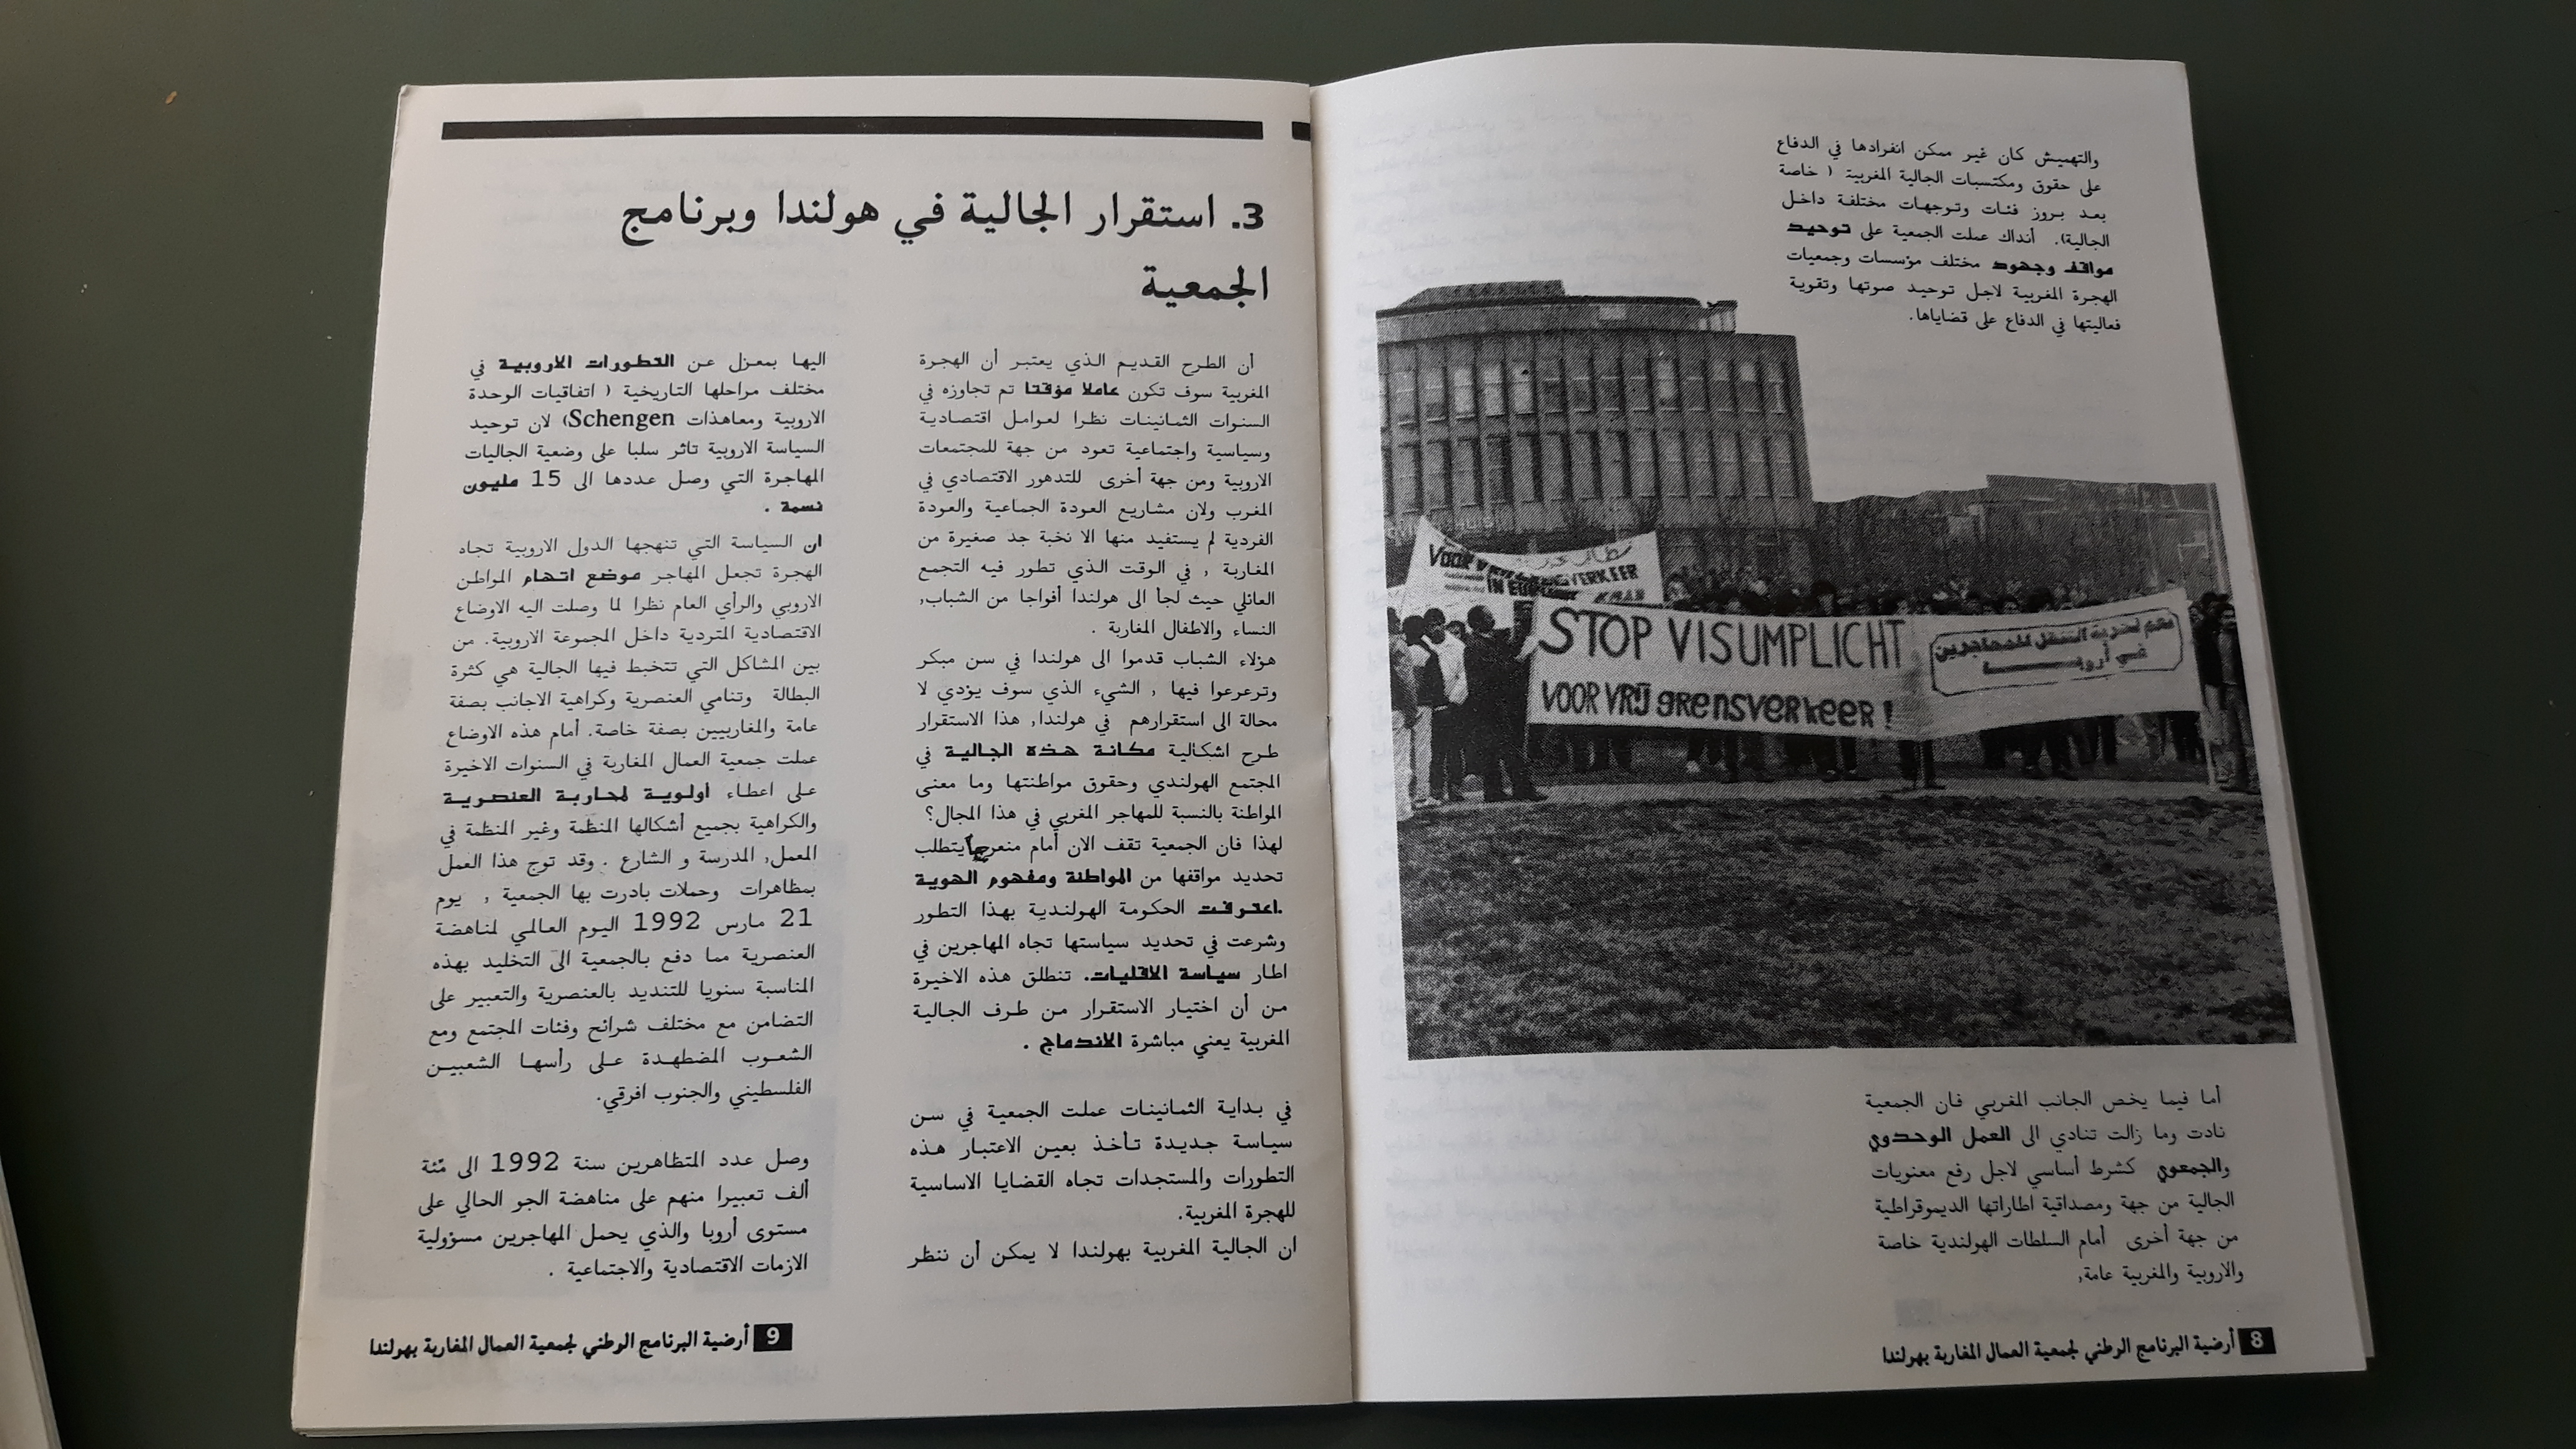 والتهميش كان غير ممكن انفرادها في الدفاع
على حقوق ومكتسبات الجالية المغربية ( خاصة
بعد بروز فئات وتوجهات مختلفة داخل
الجالية). أنداك عملت الجمعية على توحيد
مواقف وجهود مختلف مؤسسات وجمعيات
الهجرة المغربية لاجل توحيد صوتها وتقوية
فعاليتها في الدفاع على قضاياها.
VOOR VERKEER
IN
STOP VISUMPLICHT
VOOR VRIJ GRENSVERKEER!
نعم لحرية التنقل للمهاجرين
في أروبا
أما فيما يخص الجانب المغربي فان الجمعية
نادت وما زالت تنادي الى العمل الوحدوي
والجمعوي كشرط أساسي لاجل رفع معنويات
الجالية من جهة ومصداقية اطاراتها الديموقراطية
من جهة أخرى أمام السلطات الهولندية خاصة
والاروبية والمغربية عامة,
8 أرضية البرنامج الوطني لجمعية العمال المغاربة بهولندا
3. استقرار الجالية في هولندا وبرنامج
الجمعية
أن الطرح القديم الذي يعتبر أن الهجرة
المغربية سوف تكون عاملا مؤقتا تم تجاوزه في
السنوات الثمانينات نظرا لعوامل اقتصادية
وسياسية واجتماعية تعود من جهة للمجتمعات
الاروبية ومن جهة أخرى للتدهور الاقتصادي في
المغرب ولان مشاريع العودة الجماعية والعودة
الفردية لم يستفيد منها الا نخبة جد صغيرة من
المغاربة , في الوقت الذي تطور فيه التجمع
العائلي حيث لجأ الى هولندا أفواجا من الشباب,
النساء والاطفال المغاربة .
هؤلاء الشباب قدموا الى هولندا في سن مبكر
وترعرعوا فيها , الشيء الذي سوف يؤدي لا
محالة الى استقرارهم في هولندا, هذا الاستقرار
طرح اشكالية مكانة هذه الجالية في
المجتمع الهولندي وحقوق مواطنتها وما معنى
المواطنة بالنسبة للمهاجر المغربي في هذا المجال؟
لهذا فان الجمعية تقف الان أمام منعرجا يتطلب
تحديد مواقفها من المواطنة ومفهوم الهوية
.اعترفت الحكومة الهولندية بهذا التطور
وشرعت في تحديد سياستها تجاه المهاجرين في
اطار سياسة الاقليات. تنطلق هذه الاخيرة
من أن اختيار الاستقرار من طرف الجالية
المغربية يعني مباشرة الاندماج .
في بداية الثمانينات عملت الجمعية في سن
سياسة جديدة تأخذ بعين الاعتبار هذه
التطورات والمستجدات تجاه القضايا الاساسية
للهجرة المغربية.
ان الجالية المغربية بهولندا لا يمكن أن ننظر
اليها بمعزل عن التطورات الاروبية في
مختلف مراحلها التاريخية ( اتفاقيات الوحدة
الاروبية ومعاهذات Schengen) لان توحيد
السياسة الاروبية تاثر سلبا على وضعية الجاليات
المهاجرة التي وصل عددها الى 15 مليون
نسمة .
ان السياسة التي تنهجها الدول الاروبية تجاه
الهجرة تجعل المهاجر موضع اتهام المواطن
الاروبي والرأي العام نظرا لما وصلت اليه الاوضاع
الاقتصادية المتردية داخل المجموعة الاروبية. من
بين المشاكل التي تتخبط فيها الجالية هي كثرة
البطالة وتنامي العنصرية وكراهية الاجانب بصفة
عامة والمغاربيين بصفة خاصة. أمام هذه الاوضاع
عملت جمعية العمال المغاربة في السنوات الاخيرة
على اعطاء أولوية لمحاربة العنصرية
والكراهية بجميع أشكالها المنظمة وغير المنظمة في
المعمل, المدرسة و الشارع . وقد توج هذا العمل
بمظاهرات وحملات بادرت بها الجمعية , يوم
21 مارس 1992 اليوم العالمي لمناهضة
العنصرية مما دفع بالجمعية الى التخليد بهذه
المناسبة سنويا للتنديد بالعنصرية والتعبير على
التضامن مع مختلف شرائح وفئات المجتمع ومع
الشعوب المضطهدة على رأسها الشعبين
الفلسطيني والجنوب افرقي.
وصل عدد المتظاهرين سنة 1992 الى مئة
ألف تعبيرا منهم على مناهضة الجو الحالي على
مستوى أروبا والذي يحمل المهاجرين مسؤولية
الازمات الاقتصادية والاجتماعية .
9 أرضية البرنامج الوطني لجمعية العمال المغاربة بهولندا